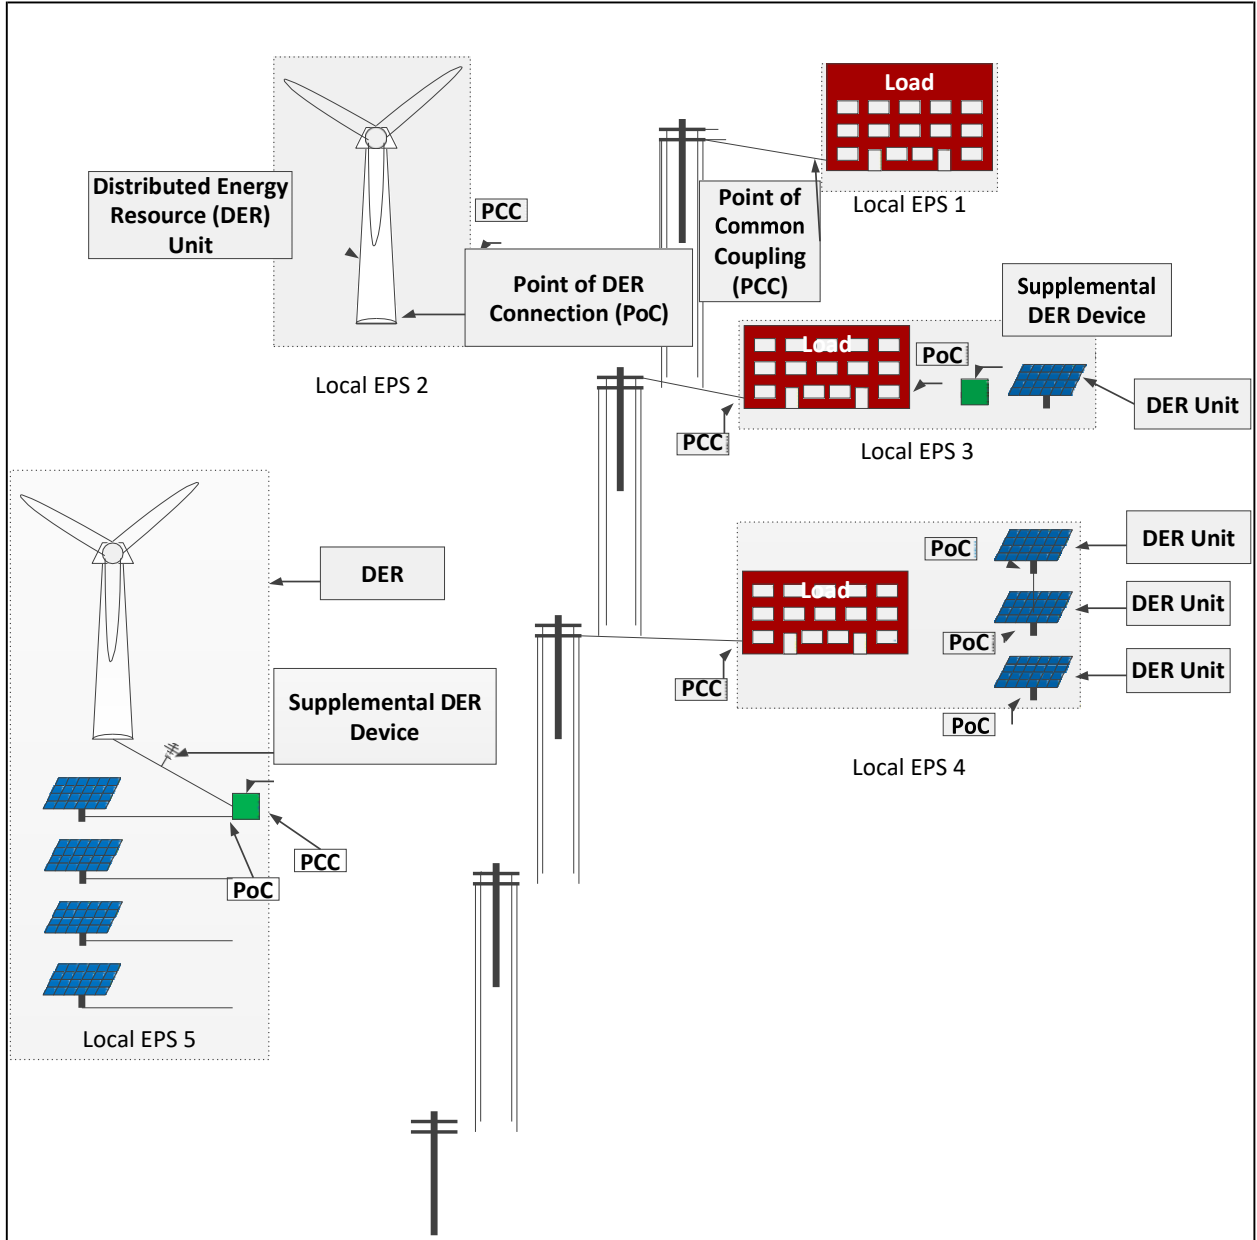 Load
Local EPS 1
Distributed Energy
Resource (DER)
Unit
PCC
Point of
Common
Coupling
(PCC)
Point of DER
Connection (PoC)
Local EPS 2
Supplemental
DER Device
Load
PoC
DER Unit
PCC
Local EPS 3
DER
DER Unit
PoC
DER Unit
Load
PoC
DER Unit
PCC
PoC
Local EPS 4
Supplemental DER
Device
PCC
PoC
Local EPS 5